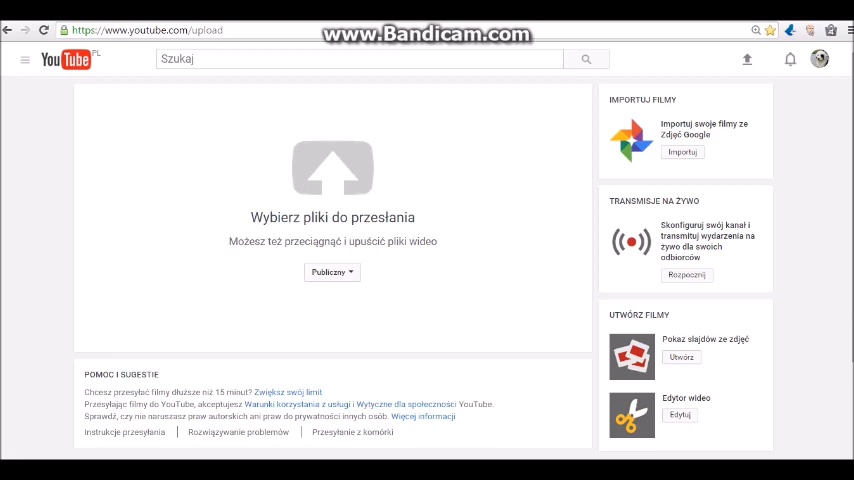 https://www.youtube.com/upload
www.Bandicam.com
YouTube PL
Szukaj
Wybierz pliki do przesłania
Możesz też przeciągnąć i upuścić pliki wideo
Publiczny
IMPORTUJ FILMY
Importuj swoje filmy ze
Zdjęć Google
Importuj
TRANSMISJE NA ŻYWO
Skonfiguruj swój kanał i
transmituj wydarzenia na
żywo dla swoich
odbiorców
Rozpocznij
UTWÓRZ FILMY
Pokaz slajdów ze zdjęć
Utwórz
Edytor wideo
Edytuj
POMOC I SUGESTIE
Chcesz przesyłać filmy dłuższe niż 15 minut? Zwiększ swój limit
Przesyłając filmy do YouTube, akceptujesz Warunki korzystania z usługi i Wytyczne dla społeczności YouTube.
Sprawdź, czy nie naruszasz praw autorskich ani praw do prywatności innych osób. Więcej informacji
Instrukcje przesyłania | Rozwiązywanie problemów | Przesyłanie z komórki